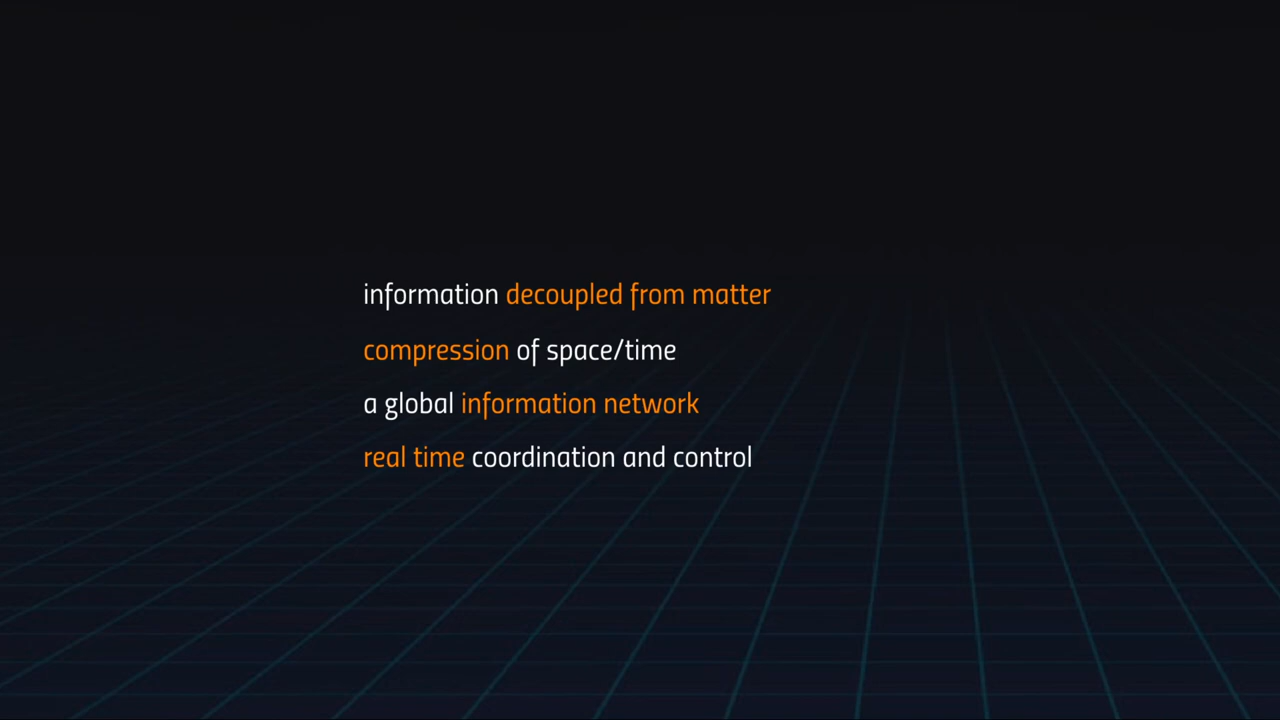 information decoupled from matter
compression of space/time
a global information network
real time coordination and control